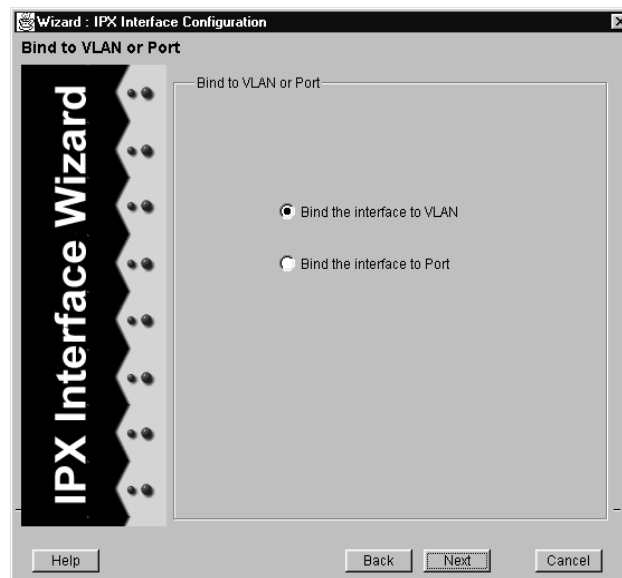 Wizard : IPX Interface Configuration
Bind to VLAN or Port
IPX Interface Wizard
Bind to VLAN or Port
Bind the interface to VLAN
Bind the interface to Port
Help
Back
Next
Cancel